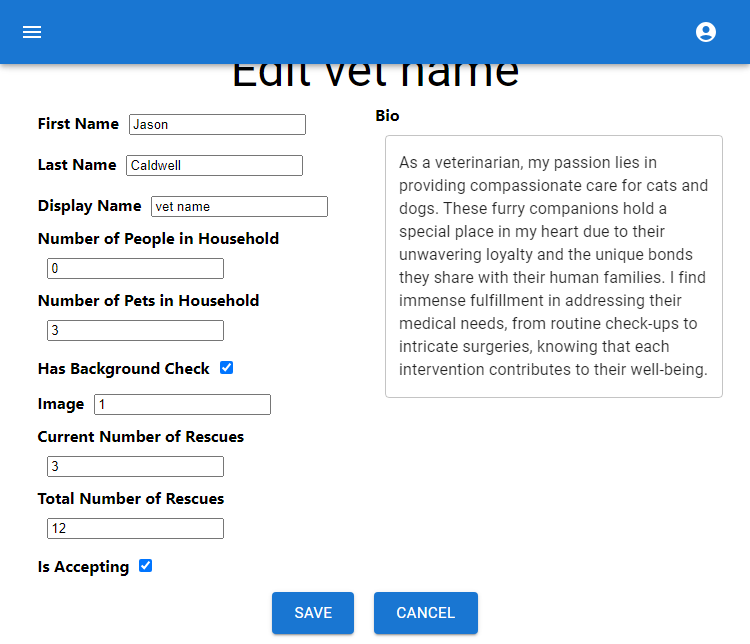 Edit vet name
First Name Jason
Last Name Caldwell
Display Name vet name
Number of People in Household
0
Number of Pets in Household
3
Has Background Check
Image 1
Current Number of Rescues
3
Total Number of Rescues
12
Is Accepting
Bio
As a veterinarian, my passion lies in
providing compassionate care for cats and
dogs. These furry companions hold a
special place in my heart due to their
unwavering loyalty and the unique bonds
they share with their human families. I find
immense fulfillment in addressing their
medical needs, from routine check-ups to
intricate surgeries, knowing that each
intervention contributes to their well-being.
SAVE CANCEL